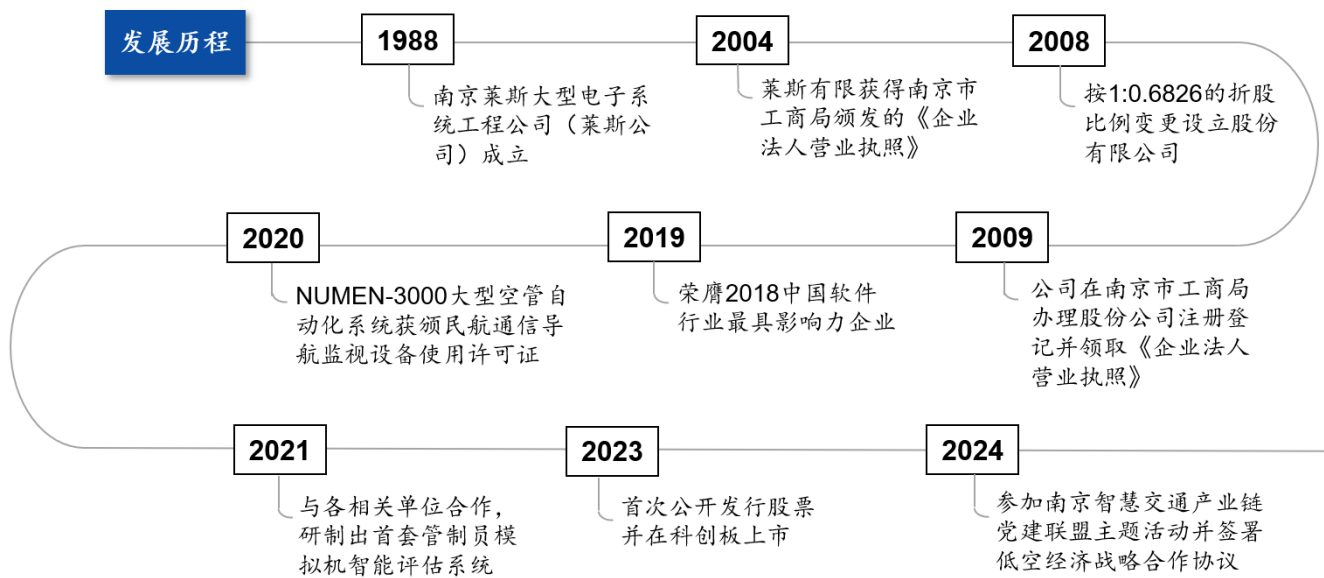 发展历程
1988
南京莱斯大型电子系
统工程公司（莱斯公
司）成立
2004
莱斯有限获得南京市
工商局颁发的《企业
法人营业执照》
2008
按1:0.6826的折股
比例变更设立股份
有限公司
2009
公司在南京市工商局
办理股份公司注册登
记并领取《企业法人
营业执照》
2019
荣膺2018中国软件
行业最具影响力企业
2020
NUMEN-3000大型空管自
动化系统获颁民航通信导
航监视设备使用许可证
2021
与各相关单位合作，
研制出首套管制员模
拟机智能评估系统
2023
首次公开发行股票
并在科创板上市
2024
参加南京智慧交通产业链
党建联盟主题活动并签署
低空经济战略合作协议